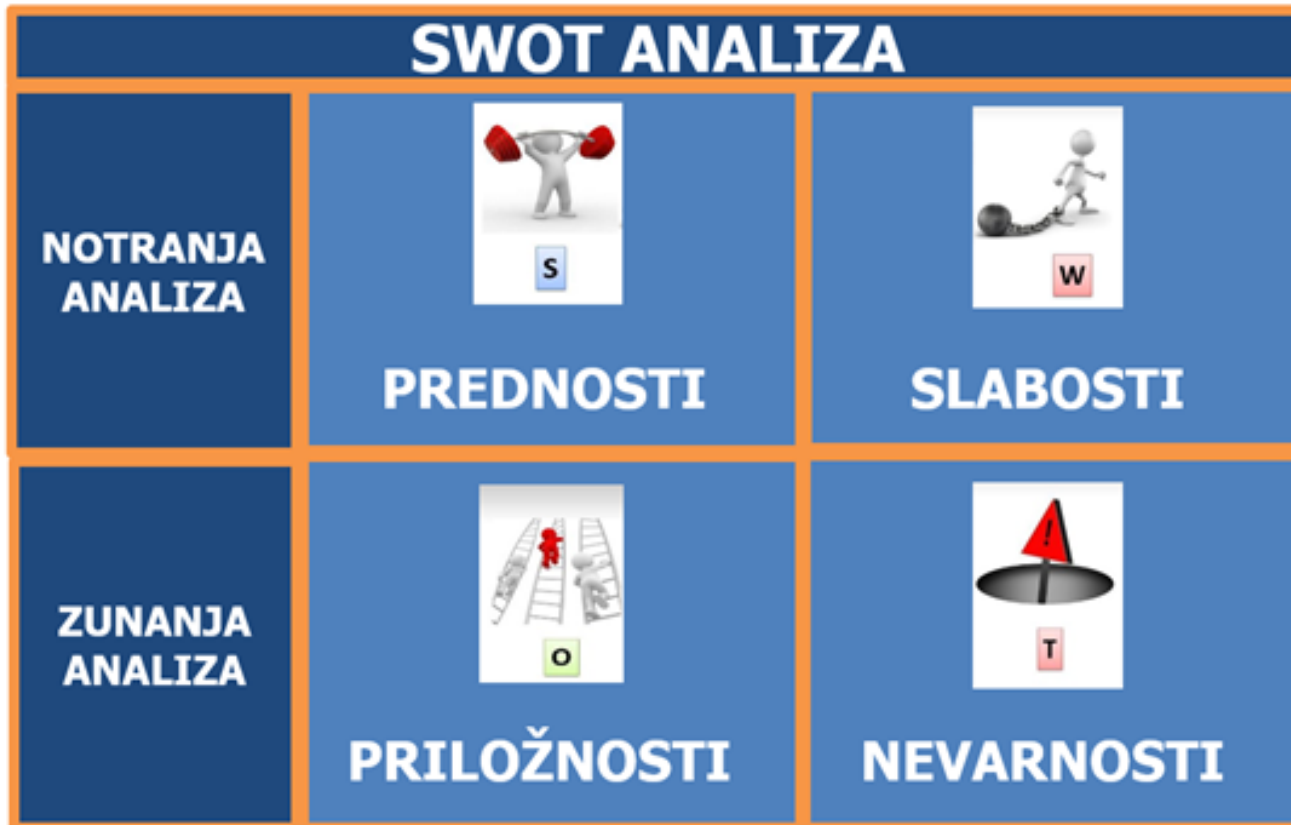 SWOT ANALIZA
NOTRANJA
ANALIZA
S
PREDNOSTI
W
SLABOSTI
ZUNANJA
ANALIZA
O
PRILOŽNOSTI
!
T
NEVARNOSTI